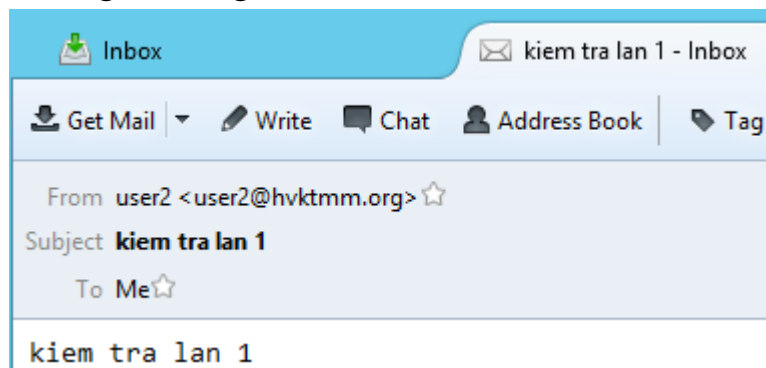 Inbox
kiem tra lan 1 - Inbox
Get Mail Write Chat Address Book Tag
From user2 <user2@hvktmm.org>
Subject kiem tra lan 1
To Me
kiem tra lan 1